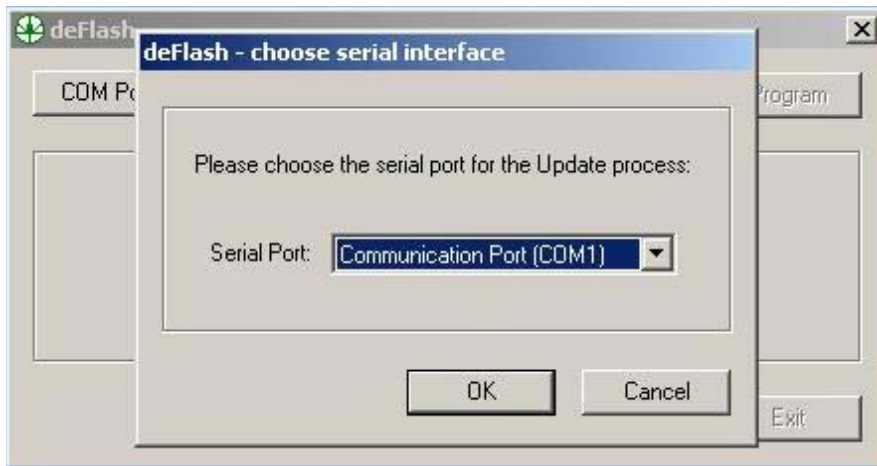 deFlash
deFlash - choose serial interface
COM Po
Program
Please choose the serial port for the Update process:
Serial Port: Communication Port (COM1)
OK Cancel
Exit